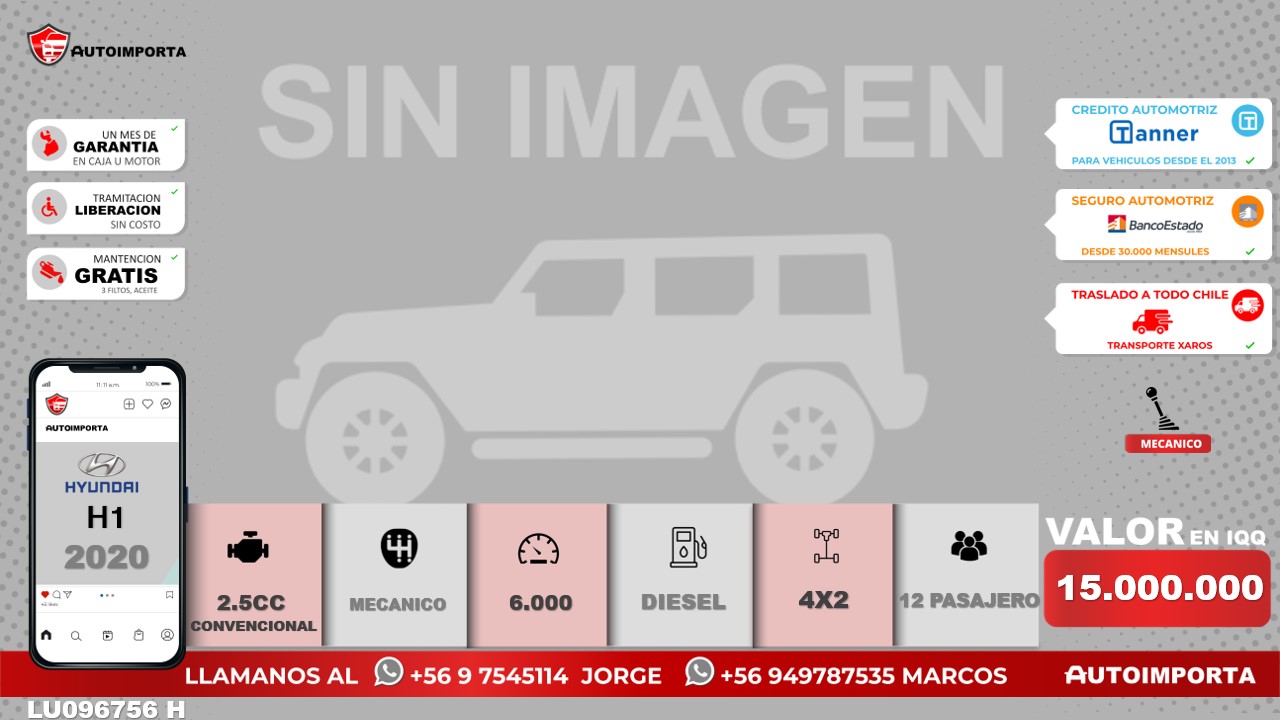 AUTOIMPORTA
SIN IMAGEN
UN MES DE
GARANTIA
EN CAJA U MOTOR
TRAMITACION
LIBERACION
SIN COSTO
MANTENCION
GRATIS
3 FILTOS, ACEITE
CREDITO AUTOMOTRIZ
Tanner
PARA VEHICULOS DESDE EL 2013
SEGURO AUTOMOTRIZ
BancoEstado
DESDE 30.000 MENSULES
TRASLADO A TODO CHILE
TRANSPORTE XAROS
MECANICO
11:11 a.m. 100%
AUTOIMPORTA
HYUNDAI
H1
2020
2.5CC
CONVENCIONAL
MECANICO
6.000
DIESEL
4X2
12 PASAJERO
VALOR EN IQQ
15.000.000
LLAMANOS AL +56 9 7545114 JORGE +56 949787535 MARCOS AUTOIMPORTA
LU096756 H